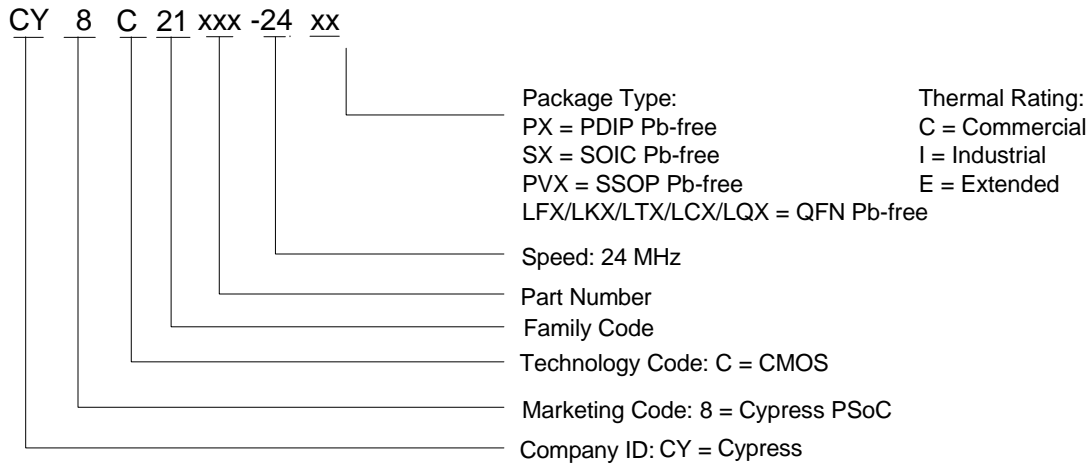 CY 8 C 21 xxx -24 xx
Package Type:
PX = PDIP Pb-free
SX = SOIC Pb-free
PVX = SSOP Pb-free
LFX/LKX/LTX/LCX/LQX = QFN Pb-free
Thermal Rating:
C = Commercial
I = Industrial
E = Extended
Speed: 24 MHz
Part Number
Family Code
Technology Code: C = CMOS
Marketing Code: 8 = Cypress PSoC
Company ID: CY = Cypress